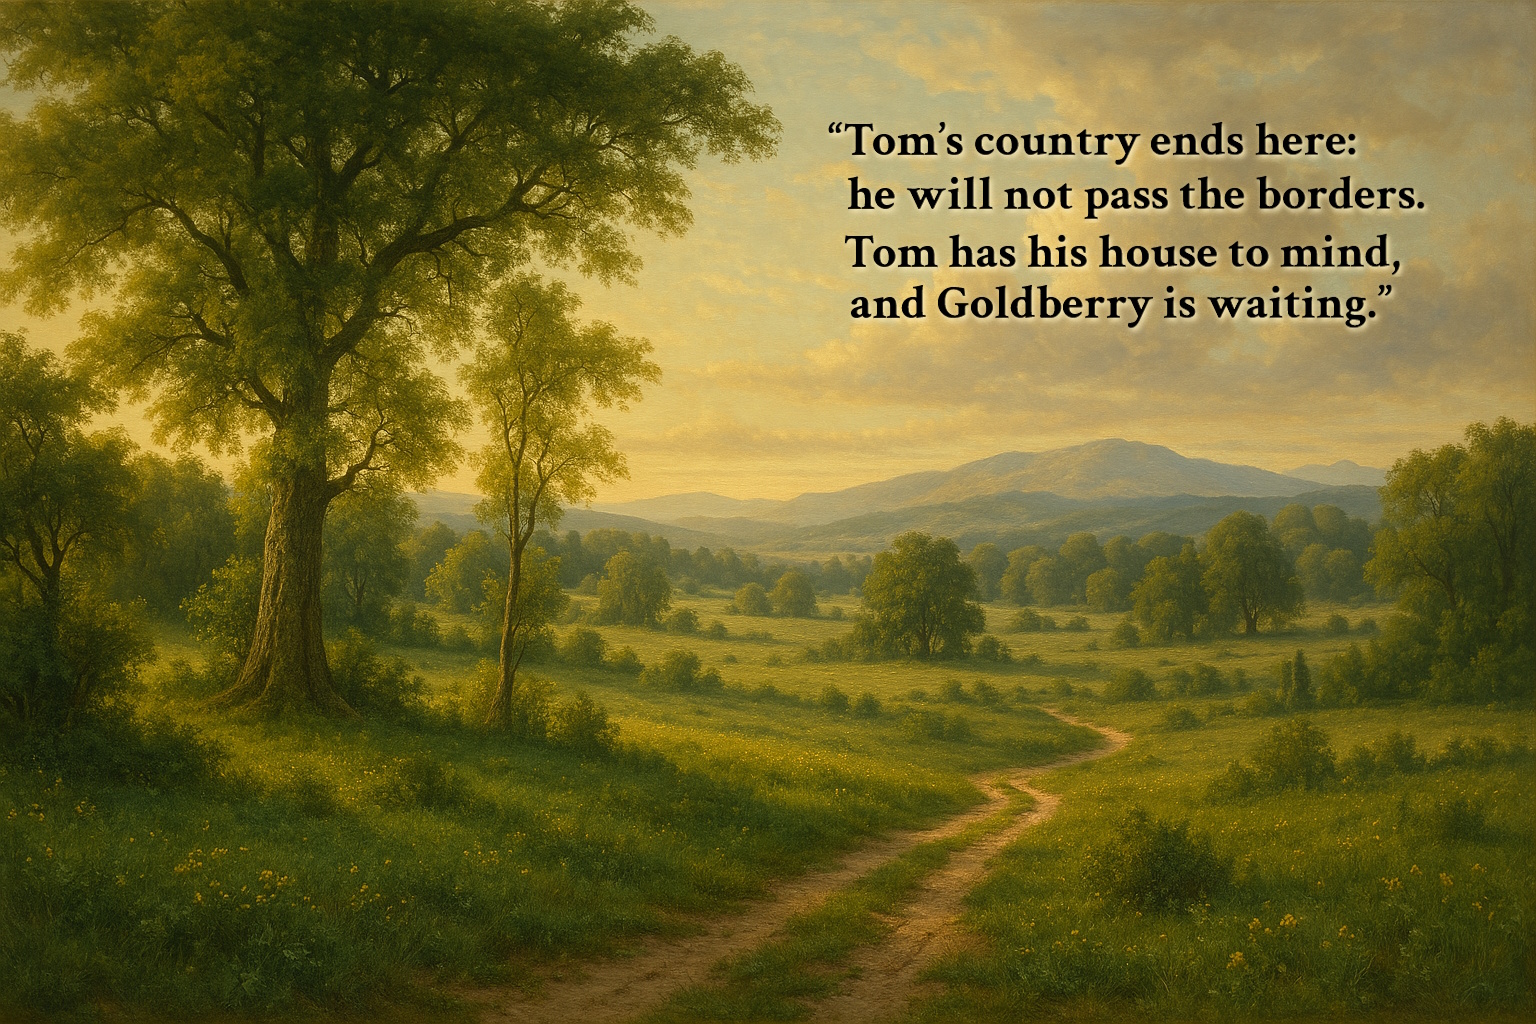 “Tom’s country ends here:
he will not pass the borders.
Tom has his house to mind,
and Goldberry is waiting.”